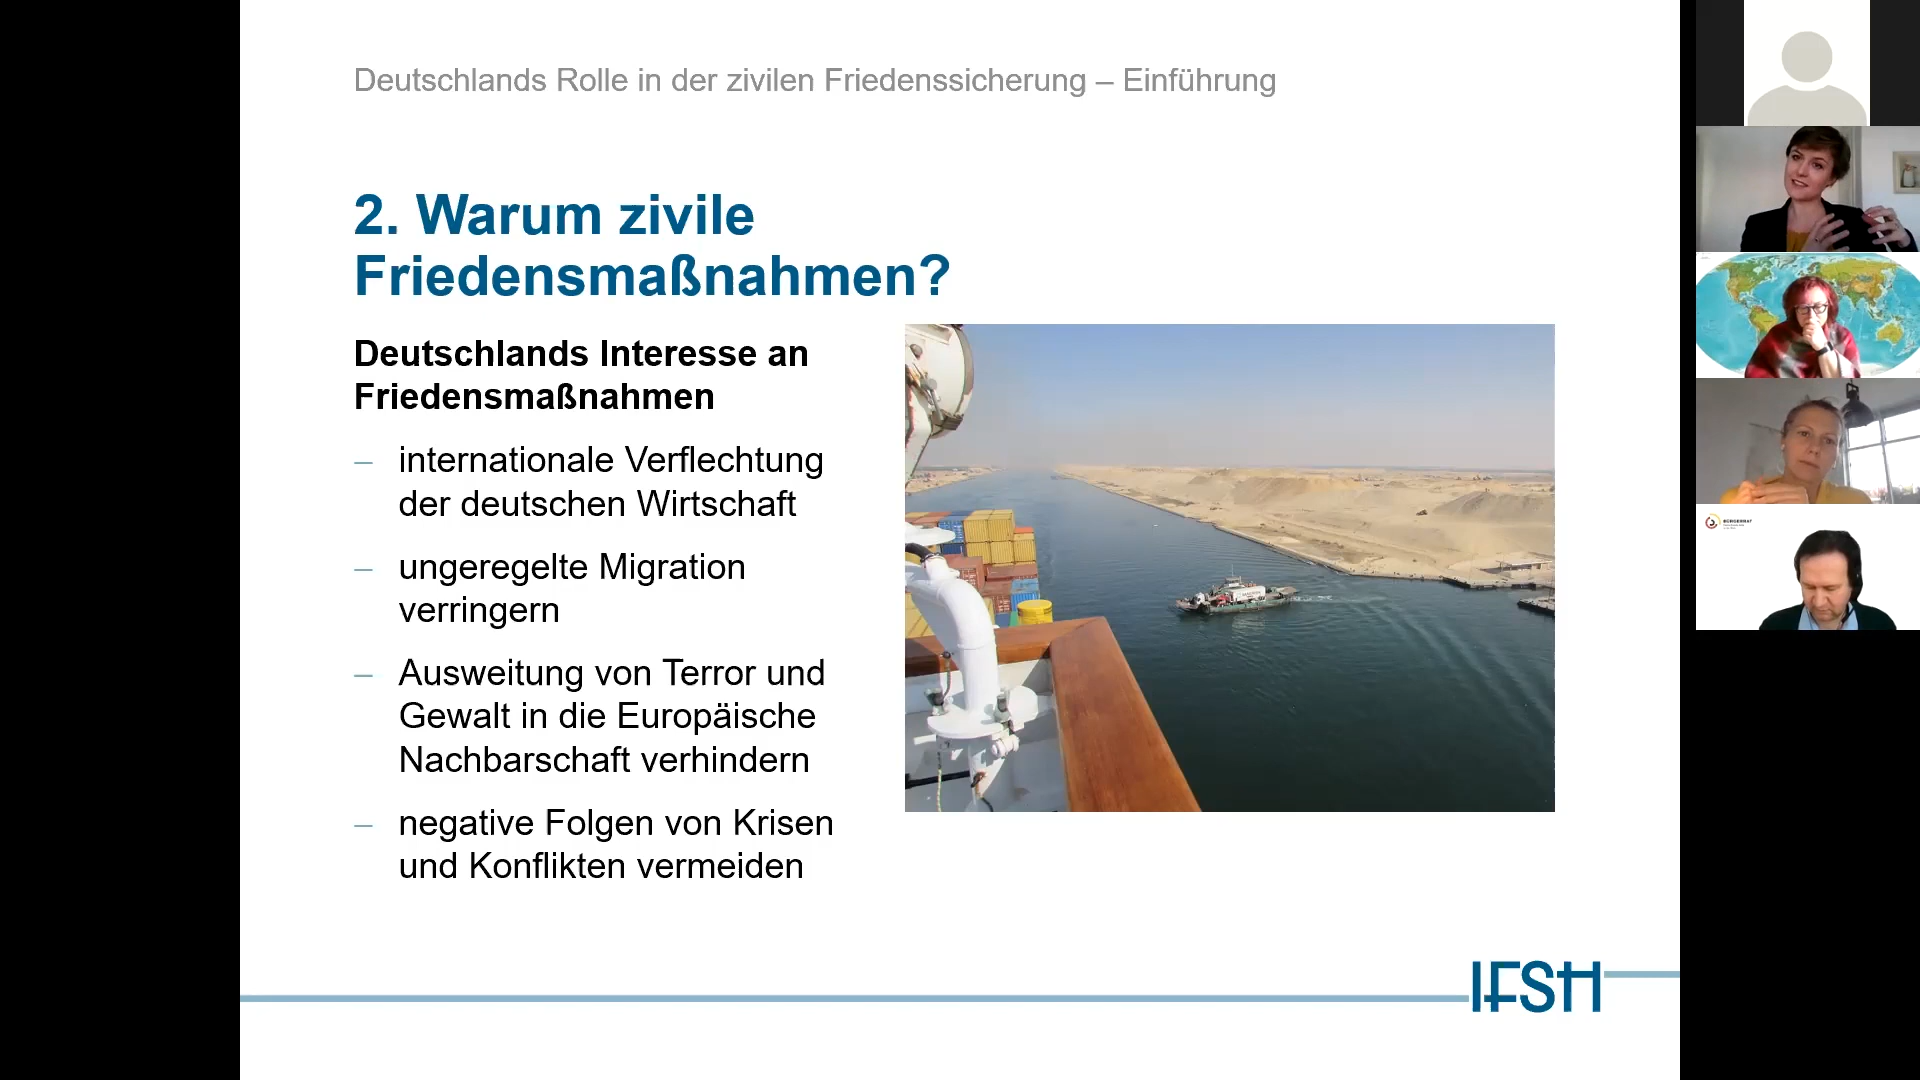 Deutschlands Rolle in der zivilen Friedenssicherung – Einführung
2. Warum zivile
Friedensmaßnahmen?
Deutschlands Interesse an
Friedensmaßnahmen
– internationale Verflechtung
der deutschen Wirtschaft
– ungeregelte Migration
verringern
– Ausweitung von Terror und
Gewalt in die Europäische
Nachbarschaft verhindern
– negative Folgen von Krisen
und Konflikten vermeiden
IFSH
BÜRGERRAT